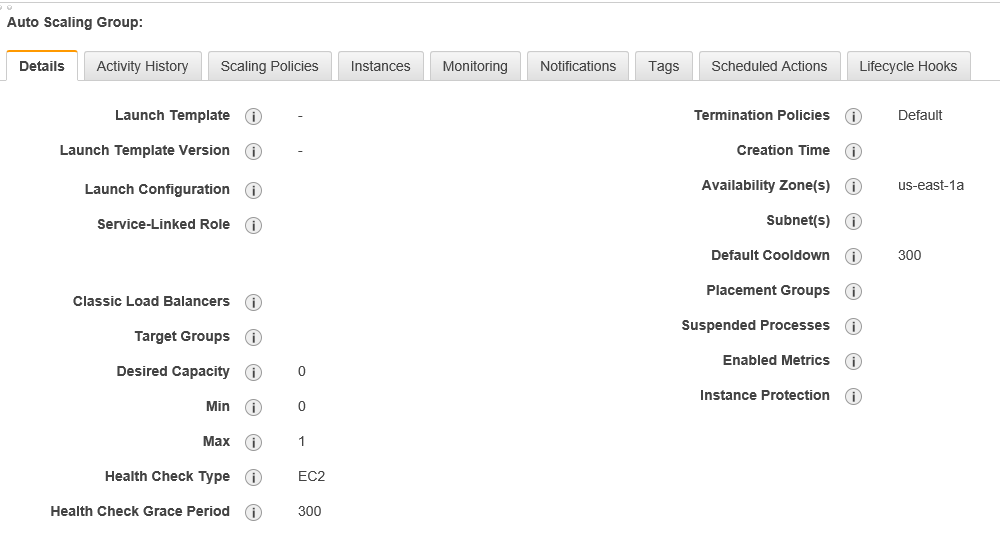 Auto Scaling Group:
Details Activity History Scaling Policies Instances Monitoring Notifications Tags Scheduled Actions Lifecycle Hooks
Launch Template i -
Launch Template Version i -
Launch Configuration i
Service-Linked Role i
Classic Load Balancers i
Target Groups i
Desired Capacity i 0
Min i 0
Max i 1
Health Check Type i EC2
Health Check Grace Period i 300
Termination Policies i Default
Creation Time i
Availability Zone(s) i us-east-1a
Subnet(s) i
Default Cooldown i 300
Placement Groups i
Suspended Processes i
Enabled Metrics i
Instance Protection i